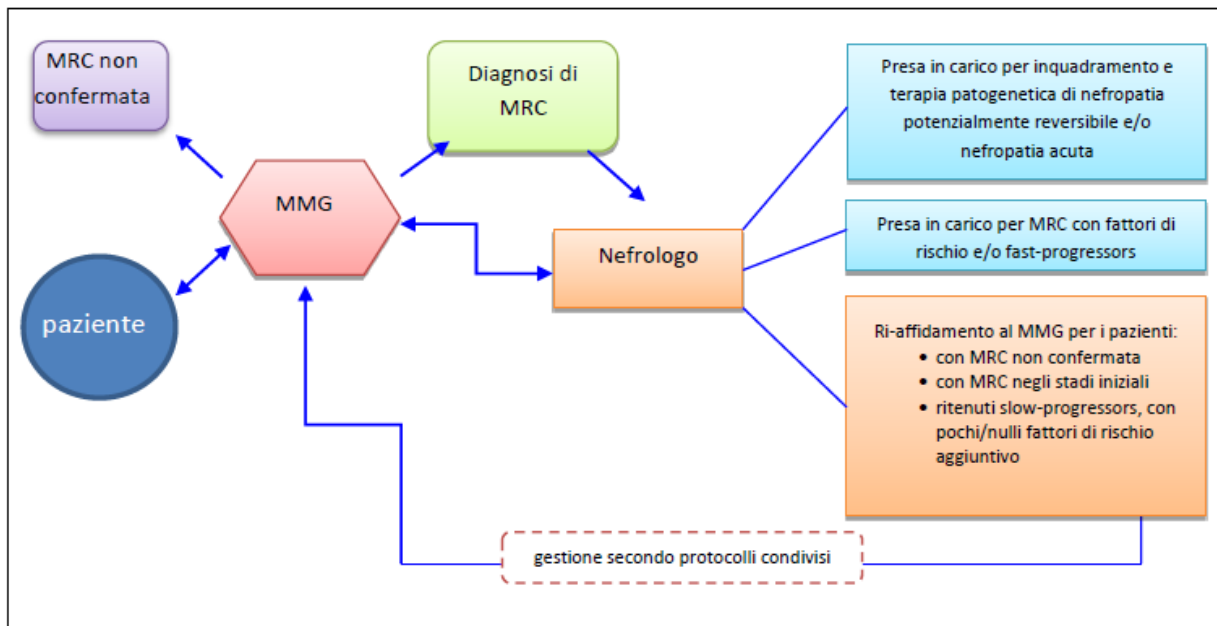 MRC non
confermata
Diagnosi di
MRC
MMG
paziente
Nefrologo
Presa in carico per inquadramento e
terapia patogenetica di nefropatia
potenzialmente reversibile e/o
nefropatia acuta
Presa in carico per MRC con fattori di
rischio e/o fast-progressors
Ri-affidamento al MMG per i pazienti:
• con MRC non confermata
• con MRC negli stadi iniziali
• ritenuti slow-progressors, con
pochi/nulli fattori di rischio
aggiuntivo
gestione secondo protocolli condivisi